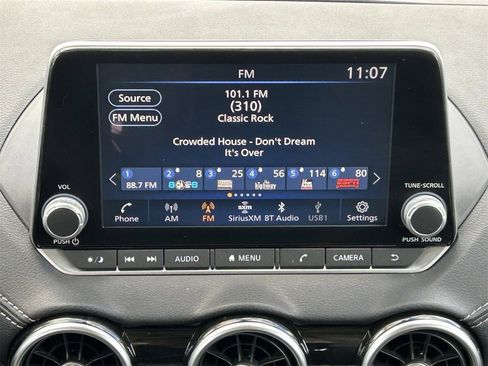 FM 11:07
Source
101.1 FM
(310)
FM Menu
Classic Rock
Crowded House - Don't Dream
It's Over
1 2 8 3 25 4 56 5 114 6 80
88.7 FM highway ESPN
VOL
TUNE-SCROLL
Phone AM FM SiriusXM BT Audio USB1 Settings
PUSH
PUSH SOUND
AUDIO MENU CAMERA